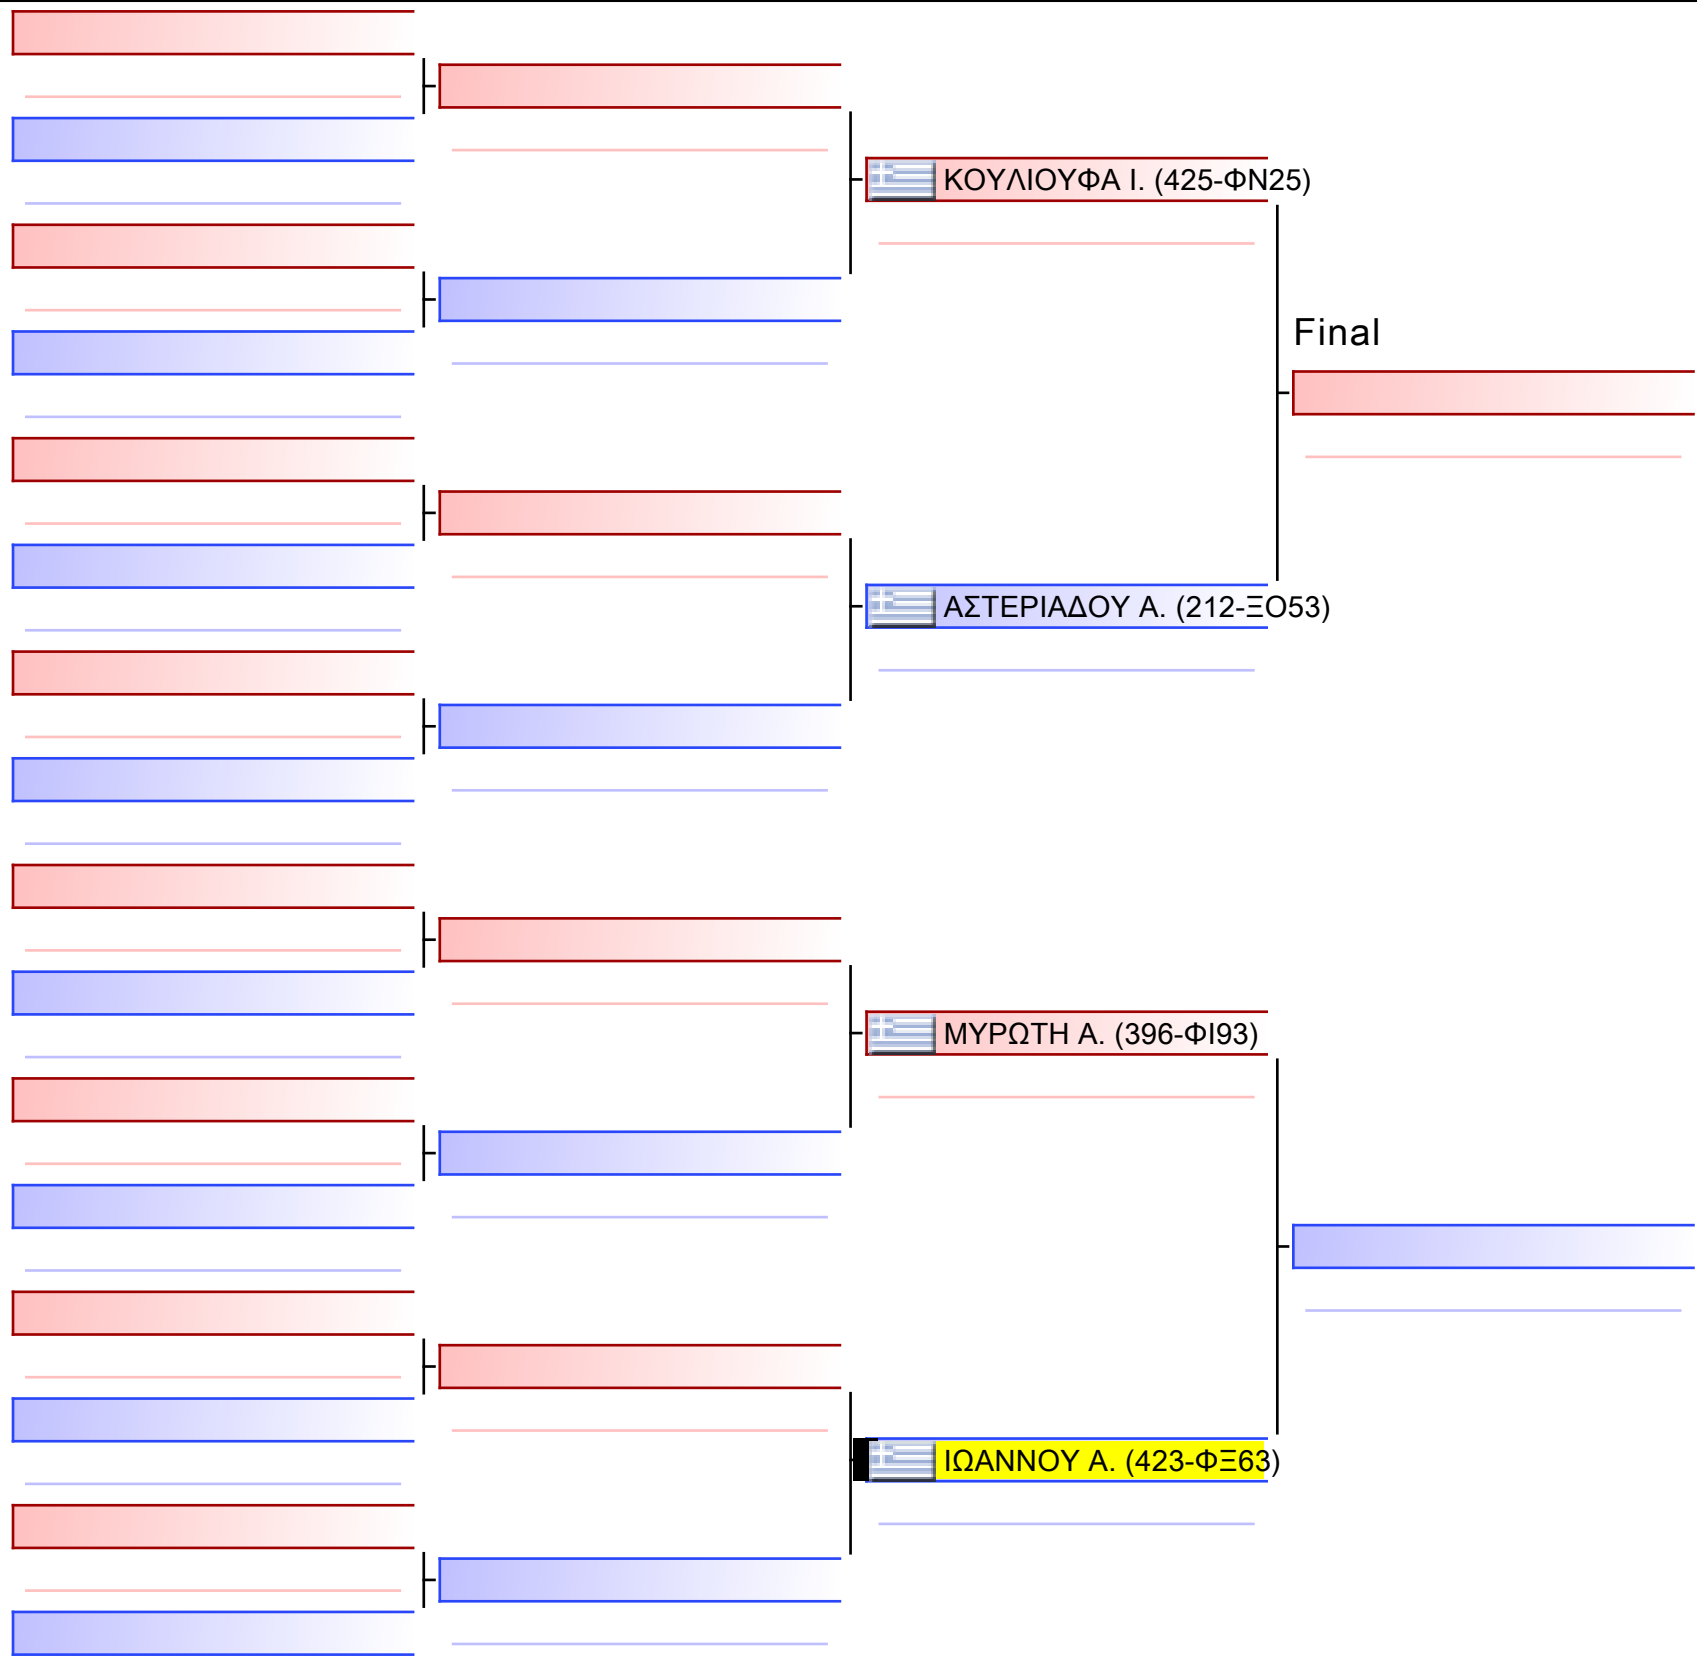 ΚΟΥΛΙΟΥΦΑ Ι. (425-ΦΝ25)
Final
ΑΣΤΕΡΙΑΔΟΥ Α. (212-ΞΟ53)
ΜΥΡΩΤΗ Α. (396-ΦΙ93)
ΙΩΑΝΝΟΥ Α. (423-ΦΞ63)